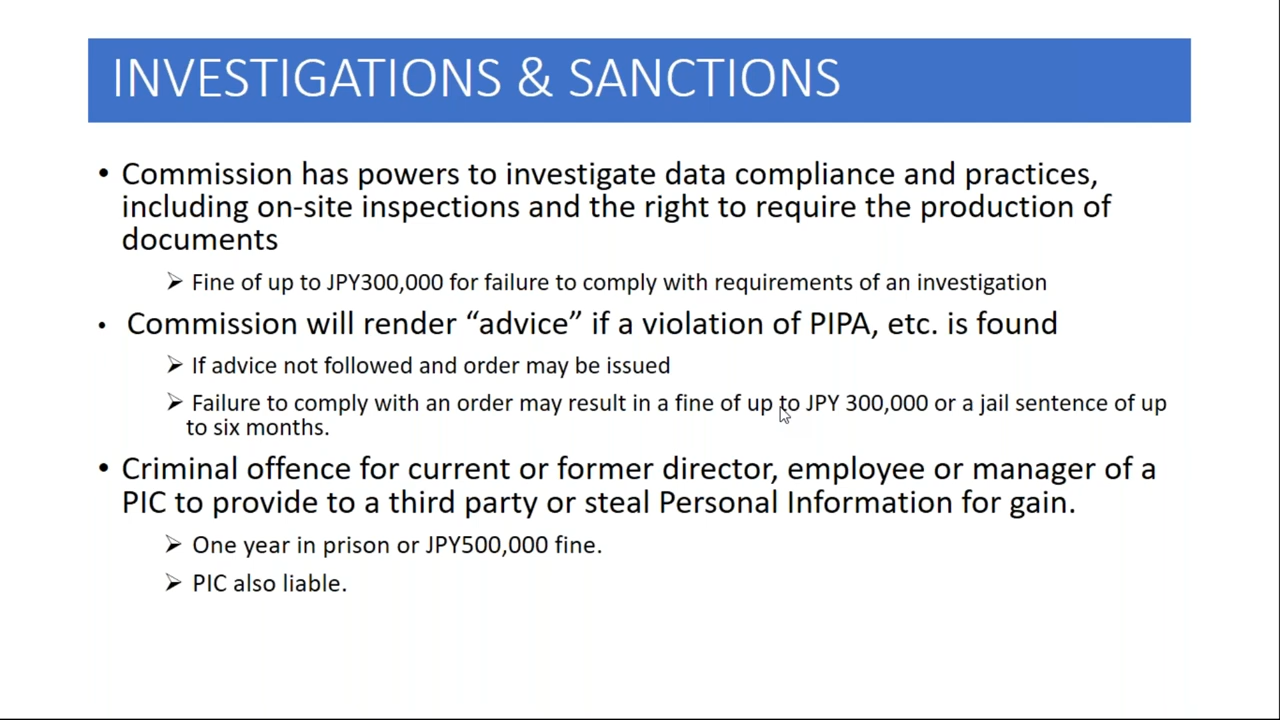 INVESTIGATIONS & SANCTIONS
• Commission has powers to investigate data compliance and practices,
including on-site inspections and the right to require the production of
documents
➢ Fine of up to JPY300,000 for failure to comply with requirements of an investigation
• Commission will render “advice” if a violation of PIPA, etc. is found
➢ If advice not followed and order may be issued
➢ Failure to comply with an order may result in a fine of up to JPY 300,000 or a jail sentence of up
to six months.
• Criminal offence for current or former director, employee or manager of a
PIC to provide to a third party or steal Personal Information for gain.
➢ One year in prison or JPY500,000 fine.
➢ PIC also liable.